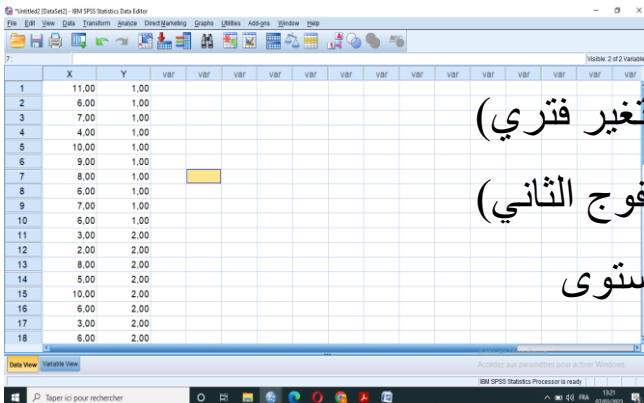 *Untitled2 [DataSet2] - IBM SPSS Statistics Data Editor
File Edit View Data Transform Analyze Direct Marketing Graphs Utilities Add-ons Window Help
7 :
Visible: 2 of 2 Variable
X Y var var var var var var var var var var var var var var
1 11,00 1,00
2 6,00 1,00
3 7,00 1,00
4 4,00 1,00
5 10,00 1,00
6 9,00 1,00
7 8,00 1,00
8 6,00 1,00
9 7,00 1,00
10 6,00 1,00
11 3,00 2,00
12 2,00 2,00
13 8,00 2,00
14 5,00 2,00
15 10,00 2,00
16 6,00 2,00
17 3,00 2,00
18 6,00 2,00
تغير فتري)
فوج الثاني)
ستوى
Data View Variable View
Accédez aux paramètres pour activer Windows.
IBM SPSS Statistics Processor is ready
Taper ici pour rechercher
FRA
13:21
07/03/2023